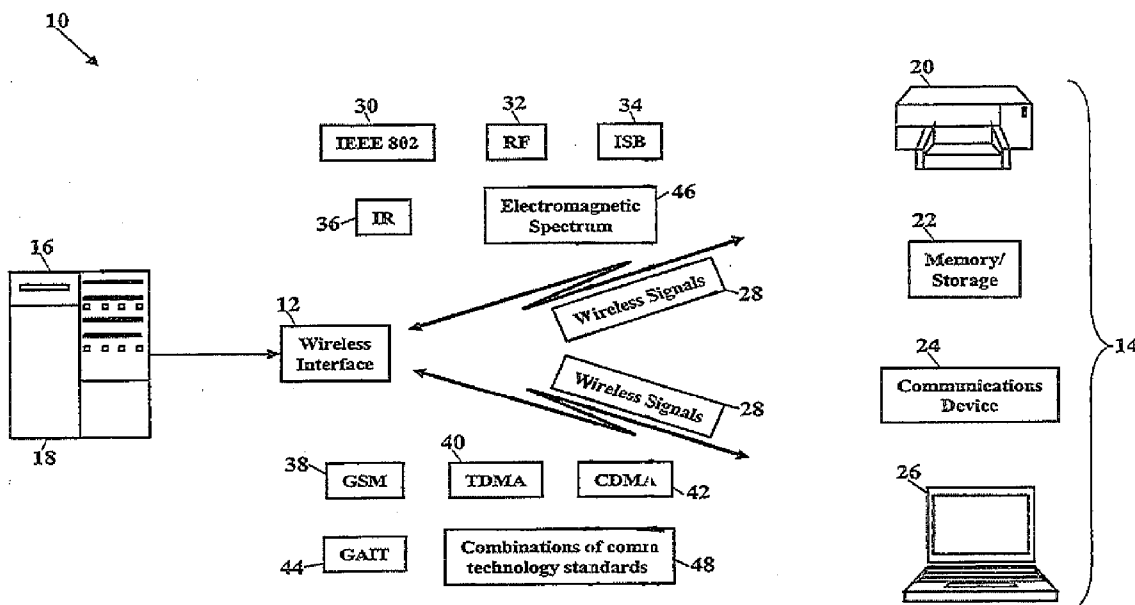 10
20
30
32
34
IEEE 802
RF
ISB
46
36
IR
Electromagnetic
Spectrum
16
22
Memory/
Storage
12
Wireless Signals
28
Wireless
Interface
14
24
Wireless Signals
28
Communications
Device
18
40
38
GSM
TDMA
CDMA
42
26
44
GAIT
Combinations of comm
technology standards
48